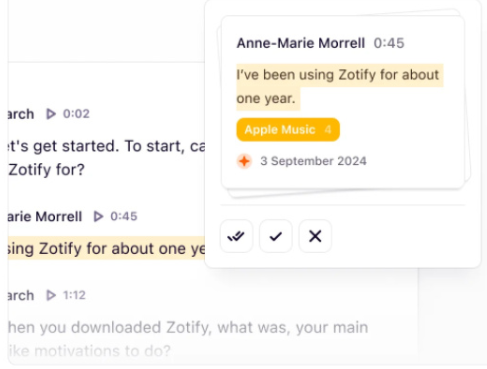 Anne-Marie Morrell 0:45
I've been using Zotify for about
one year.
Apple Music 4
3 September 2024
arch 0:02
et's get started. To start, ca
Zotify for?
arie Morrell 0:45
sing Zotify for about one ye
arch 1:12
hen you downloaded Zotify, what was, your main
ike motivations to do?